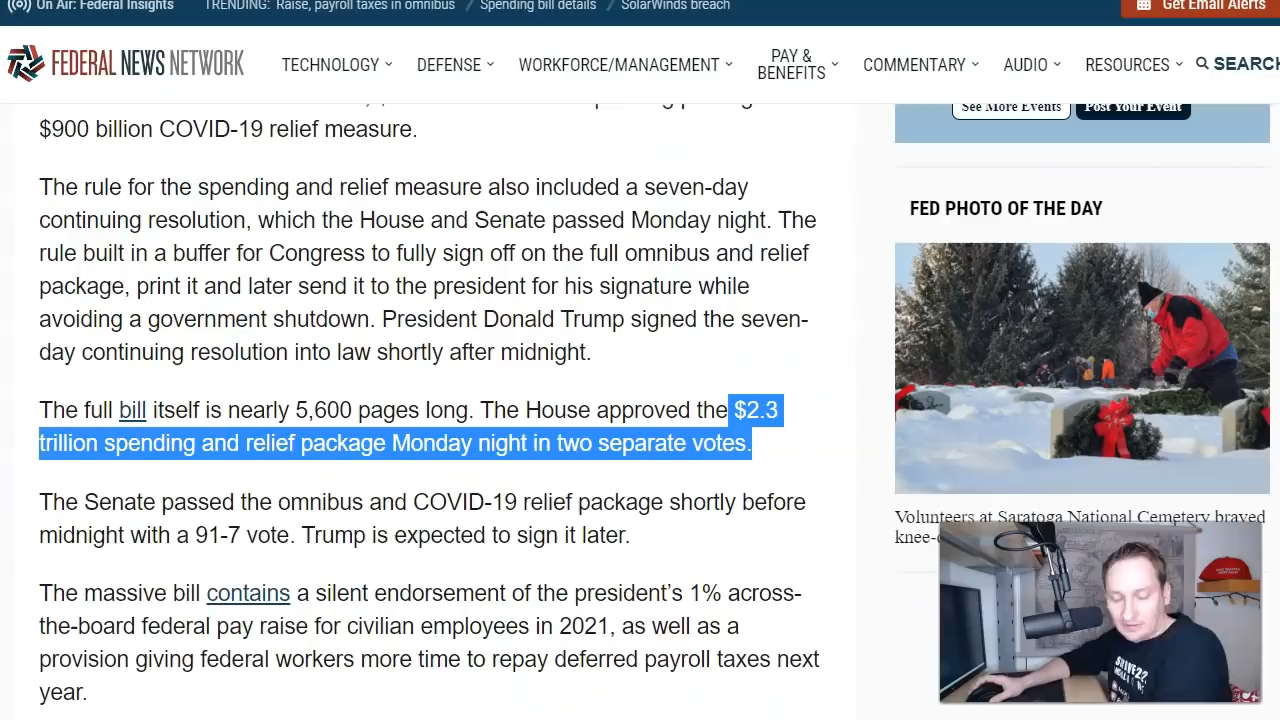 On Air: Federal Insights
TRENDING: Raise, payroll taxes in omnibus / Spending bill details / SolarWinds breach
Get Email Alerts
FEDERAL NEWS NETWORK
TECHNOLOGY
DEFENSE
WORKFORCE/MANAGEMENT
PAY &
BENEFITS
COMMENTARY
AUDIO
RESOURCES
SEARCH
$900 billion COVID-19 relief measure.
The rule for the spending and relief measure also included a seven-day
continuing resolution, which the House and Senate passed Monday night. The
rule built in a buffer for Congress to fully sign off on the full omnibus and relief
package, print it and later send it to the president for his signature while
avoiding a government shutdown. President Donald Trump signed the seven-
day continuing resolution into law shortly after midnight.
The full bill itself is nearly 5,600 pages long. The House approved the $2.3
trillion spending and relief package Monday night in two separate votes.
The Senate passed the omnibus and COVID-19 relief package shortly before
midnight with a 91-7 vote. Trump is expected to sign it later.
The massive bill contains a silent endorsement of the president's 1% across-
the-board federal pay raise for civilian employees in 2021, as well as a
provision giving federal workers more time to repay deferred payroll taxes next
year.
See More Events
Post Your Event
FED PHOTO OF THE DAY
Volunteers at Saratoga National Cemetery braved